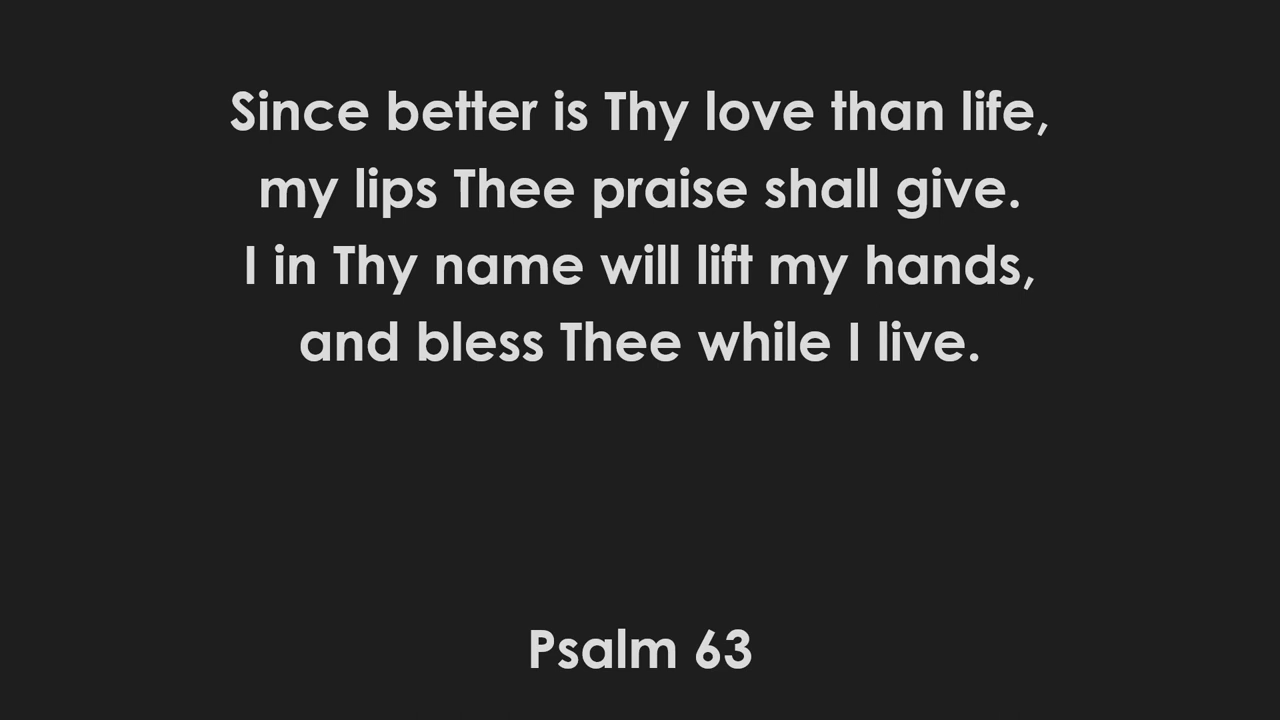 Since better is Thy love than life,
my lips Thee praise shall give.
I in Thy name will lift my hands,
and bless Thee while I live.
Psalm 63